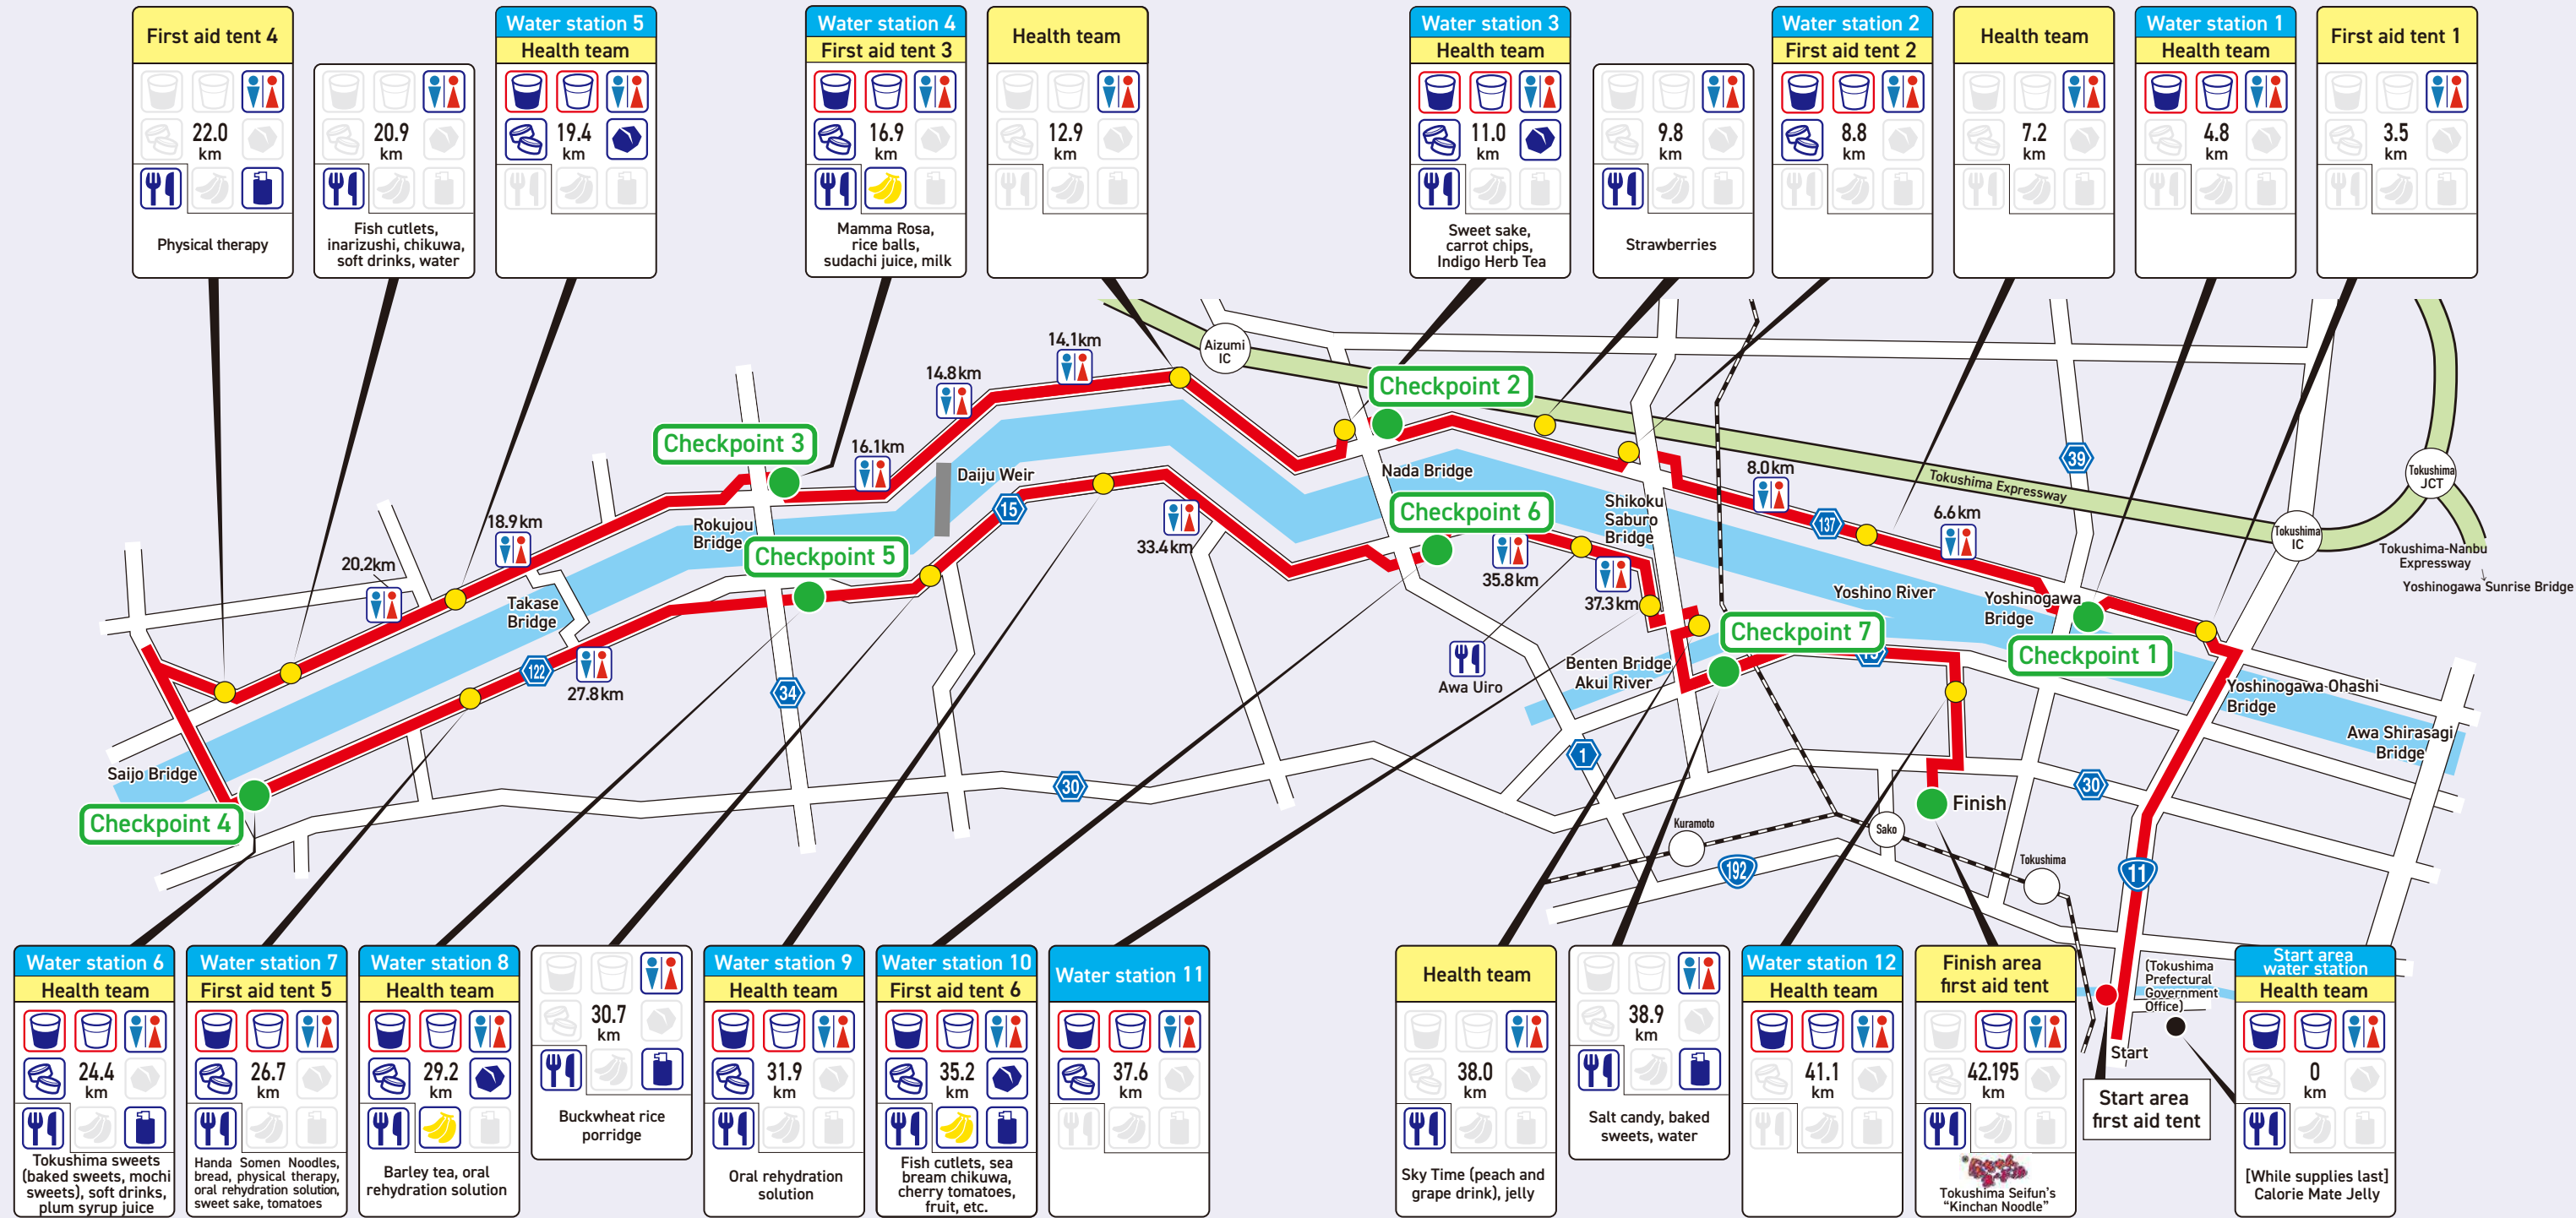 First aid tent 4
22.0
km
Physical therapy
20.9
km
Fish cutlets,
inarizushi, chikuwa,
soft drinks, water
Water station 5
Health team
19.4
km
Water station 4
First aid tent 3
16.9
km
Mamma Rosa,
rice balls,
sudachi juice, milk
Health team
12.9
km
Water station 3
Health team
11.0
km
Sweet sake,
carrot chips,
Indigo Herb Tea
9.8
km
Strawberries
Water station 2
First aid tent 2
8.8
km
Health team
7.2
km
Water station 1
Health team
4.8
km
First aid tent 1
3.5
km
Aizumi
IC
14.1km
14.8km
Checkpoint 2
Checkpoint 3
16.1km
Daiju Weir
Nada Bridge
8.0km
Tokushima Expressway
39
Tokushima
JCT
Shikoku
Saburo
Bridge
137
6.6km
Tokushima
IC
Tokushima-Nanbu
Expressway
Yoshinogawa Sunrise Bridge
15
Checkpoint 6
33.4km
35.8km
37.3km
18.9km
Rokujou
Bridge
Checkpoint 5
20.2km
Takase
Bridge
Yoshino River
Yoshinogawa
Bridge
Checkpoint 7
Checkpoint 1
15
Awa Uiro
Benten Bridge
Akui River
122
27.8km
34
Yoshinogawa-Ohashi
Bridge
Awa Shirasagi
Bridge
1
Saijo Bridge
30
30
Checkpoint 4
Finish
Kuramoto
Sako
Tokushima
192
11
(Tokushima
Prefectural
Government
Office)
Start
Start area
first aid tent
Water station 6
Health team
24.4
km
Tokushima sweets
(baked sweets, mochi
sweets), soft drinks,
plum syrup juice
Water station 7
First aid tent 5
26.7
km
Handa Somen Noodles,
bread, physical therapy,
oral rehydration solution,
sweet sake, tomatoes
Water station 8
Health team
29.2
km
Barley tea, oral
rehydration solution
30.7
km
Buckwheat rice
porridge
Water station 9
Health team
31.9
km
Oral rehydration
solution
Water station 10
First aid tent 6
35.2
km
Fish cutlets, sea
bream chikuwa,
cherry tomatoes,
fruit, etc.
Water station 11
37.6
km
Health team
38.0
km
Sky Time (peach and
grape drink), jelly
38.9
km
Salt candy, baked
sweets, water
Water station 12
Health team
41.1
km
Finish area
first aid tent
42.195
km
Tokushima Seifun's
“Kinchan Noodle”
Start area
water station
Health team
0
km
[While supplies last]
Calorie Mate Jelly